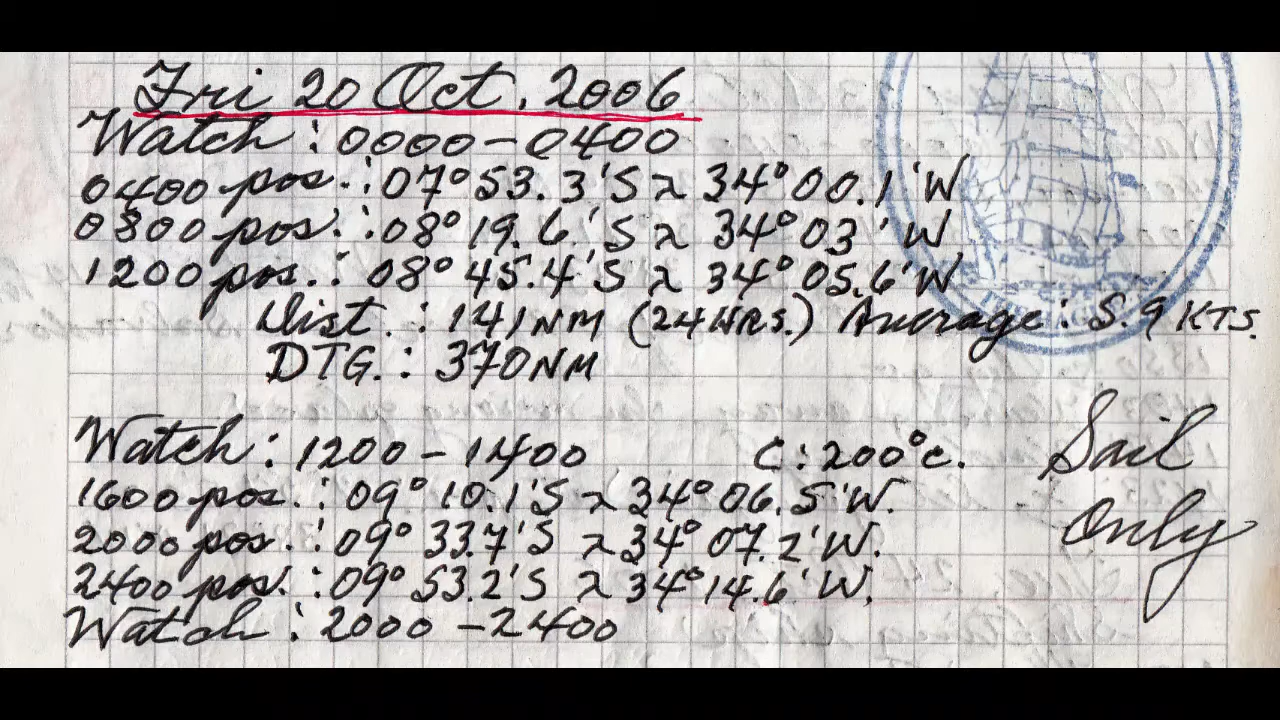 Fri 20 Oct. 2006
Watch : 0000 – 0400
0400 pos. : 07° 53.3'S λ 34° 00.1'W
0800 pos. : 08° 19.6'S λ 34° 03'W
1200 pos. : 08° 45.4'S λ 34° 05.6'W
Dist. : 141NM (24HRS.) Average : 5.9 KTS.
DTG. : 370NM
Watch : 1200 – 1400 C : 200°c. Sail
1600 pos. : 09° 10.1'S λ 34° 06.5'W.
2000 pos. : 09° 33.7'S λ 34° 07.2'W. Only
2400 pos. : 09° 53.2'S λ 34° 14.6'W.
Watch : 2000 – 2400